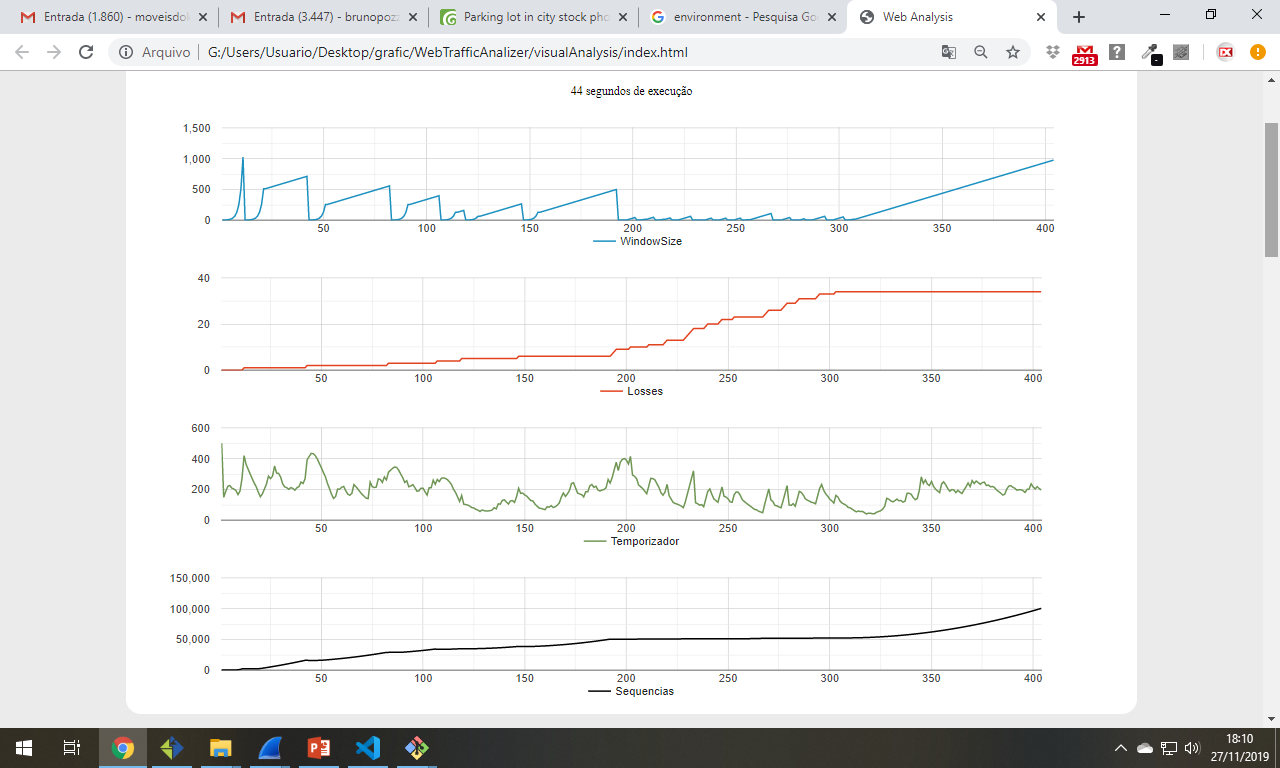 Entrada (1.860) - moveisdol
Entrada (3.447) - brunopoz
Parking lot in city stock pho
environment - Pesquisa Go
Web Analysis
Arquivo
G:/Users/Usuario/Desktop/grafic/WebTrafficAnalizer/visualAnalysis/index.html
2913
44 segundos de execução
1,500
1,000
500
0
50 100 150 200 250 300 350 400
WindowSize
40
20
0
50 100 150 200 250 300 350 400
Losses
600
400
200
0
50 100 150 200 250 300 350 400
Temporizador
150,000
100,000
50,000
0
50 100 150 200 250 300 350 400
Sequencias
18:10
27/11/2019